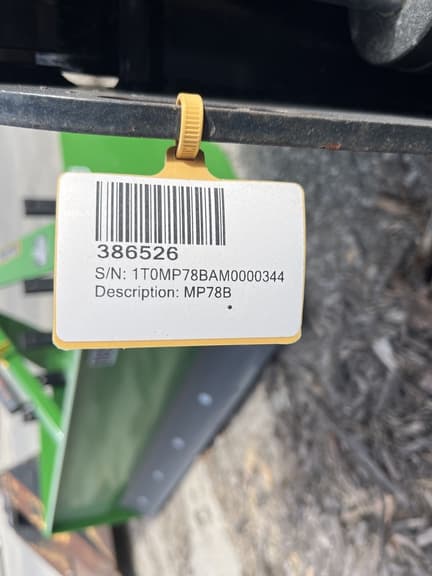 386526
S/N: 1T0MP78BAM0000344
Description: MP78B